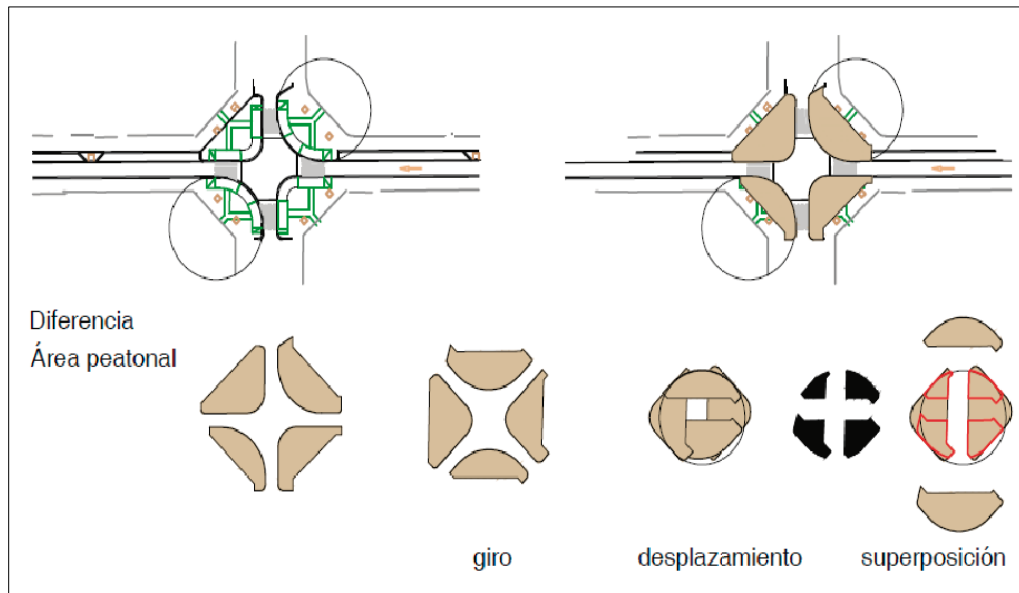 Diferencia
Área peatonal
giro
desplazamiento
superposición